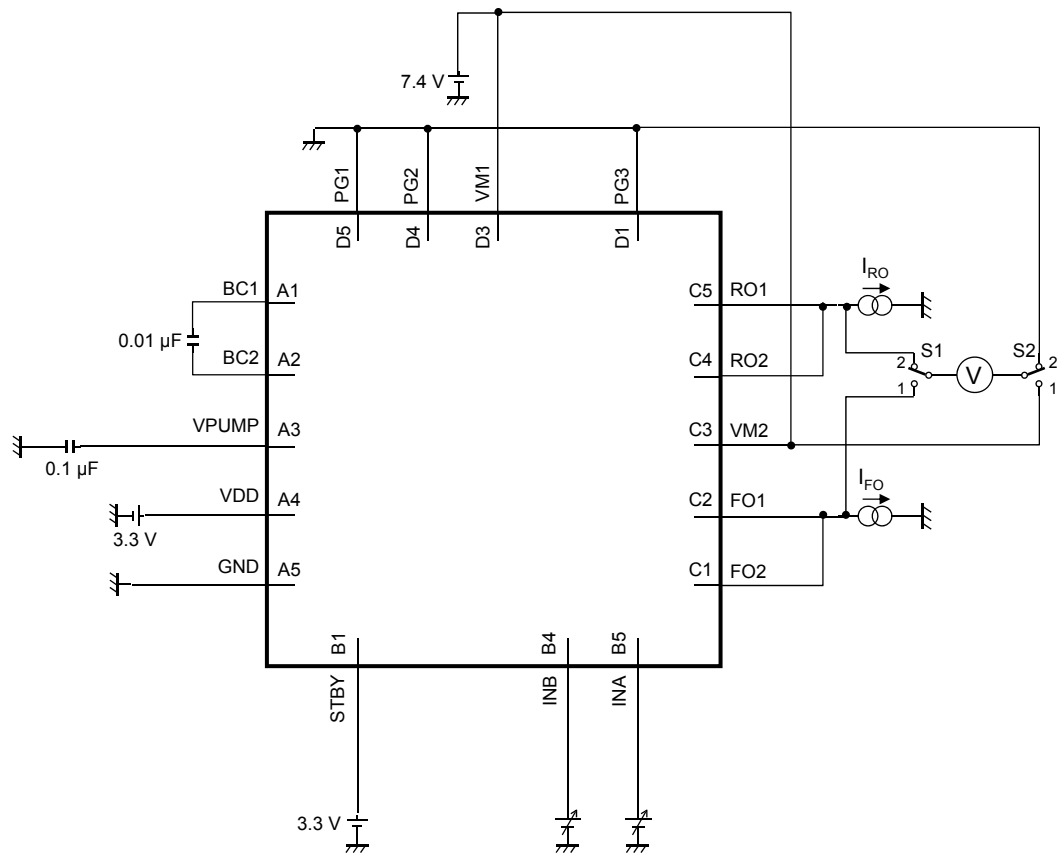 7.4 V
PG1
PG2
VM1
PG3
D5
D4
D3
D1
BC1
A1
0.01 µF
BC2
A2
VPUMP
A3
0.1 µF
VDD
A4
3.3 V
GND
A5
C5
RO1
C4
RO2
C3
VM2
C2
FO1
C1
FO2
IRO
S1
S2
2
V
2
1
1
IFO
B1
B4
B5
STBY
INB
INA
3.3 V